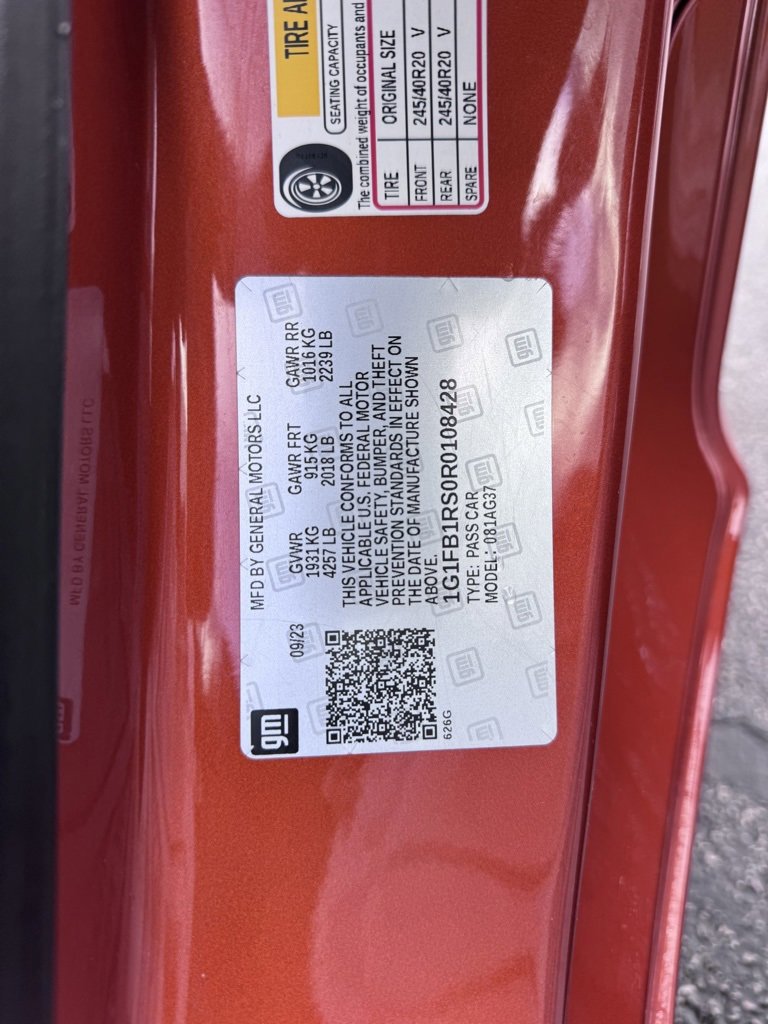 TIRE
SEATING CAPACITY
The combined weight of occupants and
TIRE ORIGINAL SIZE
FRONT 245/40R20 V
REAR 245/40R20 V
SPARE NONE
gm
MFD BY GENERAL MOTORS LLC
09/23 GVWR GAWR FRT GAWR RR
1931 KG 915 KG 1016 KG
4257 LB 2018 LB 2239 LB
THIS VEHICLE CONFORMS TO ALL
APPLICABLE U.S. FEDERAL MOTOR
VEHICLE SAFETY, BUMPER, AND THEFT
PREVENTION STANDARDS IN EFFECT ON
THE DATE OF MANUFACTURE SHOWN
ABOVE.
1G1FB1RS0R0108428
TYPE: PASS CAR
MODEL: 081AG37
626G